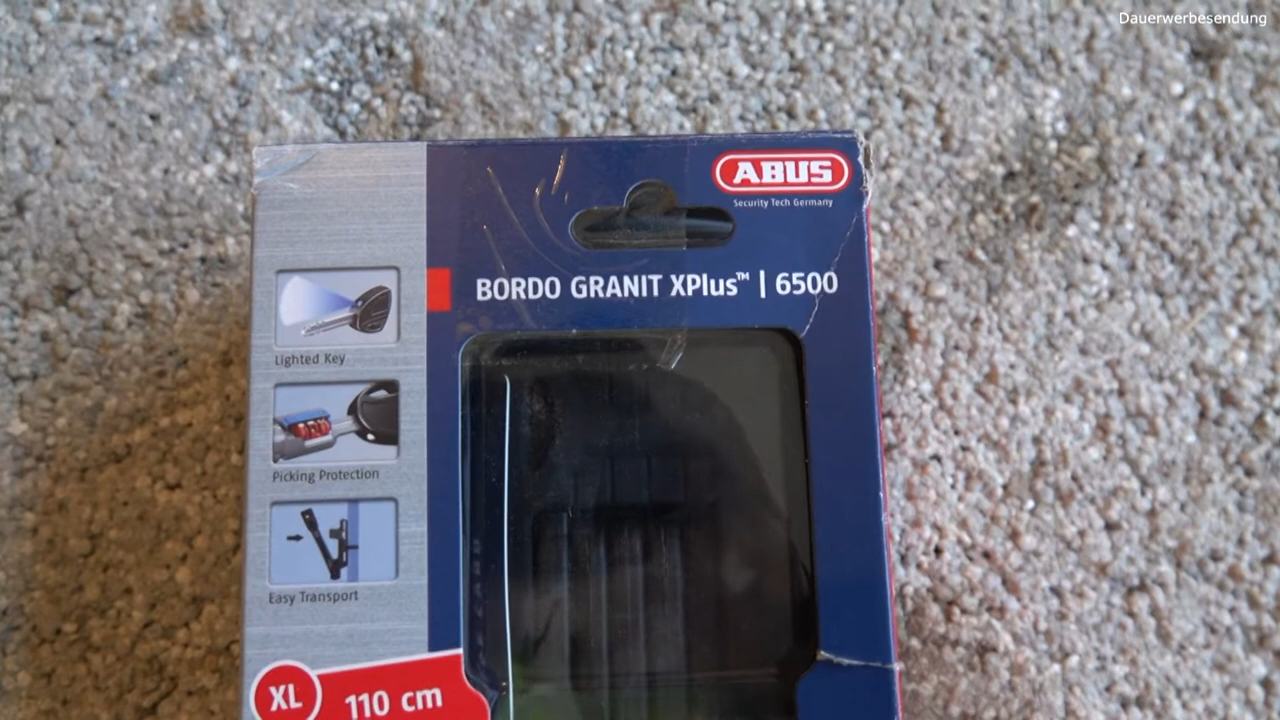 Dauerwerbesendung
ABUS
Security Tech Germany
BORDO GRANIT XPlus™ | 6500
Lighted Key
Picking Protection
Easy Transport
XL
110 cm